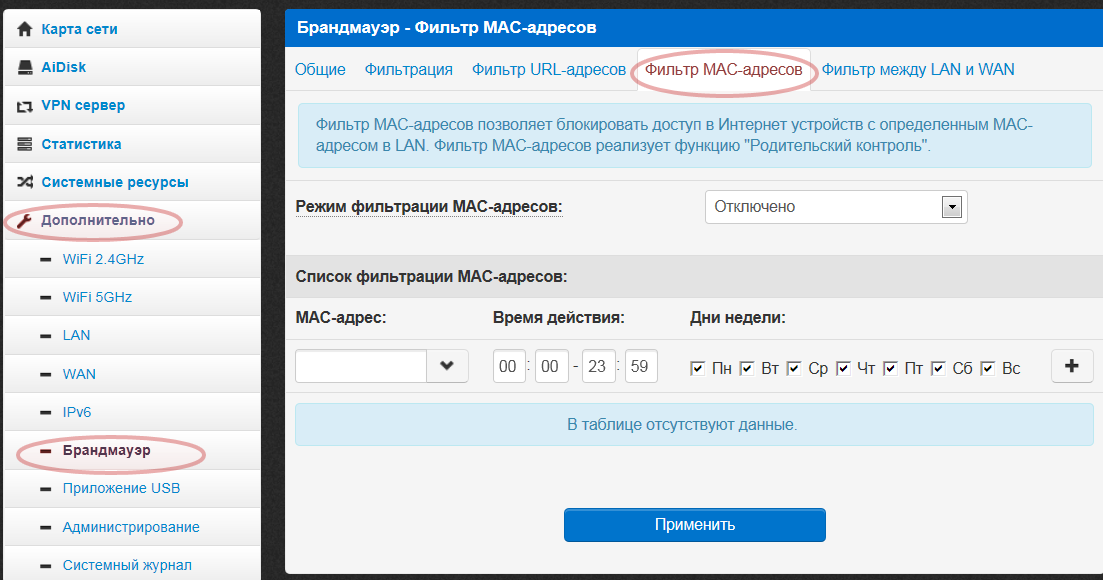 Карта сети
AiDisk
VPN сервер
Статистика
Системные ресурсы
Дополнительно
WiFi 2.4GHz
WiFi 5GHz
LAN
WAN
IPv6
Брандмауэр
Приложение USB
Администрирование
Системный журнал
Брандмауэр - Фильтр MAC-адресов
Общие Фильтрация Фильтр URL-адресов Фильтр MAC-адресов Фильтр между LAN и WAN
Фильтр MAC-адресов позволяет блокировать доступ в Интернет устройств с определенным MAC-
адресом в LAN. Фильтр MAC-адресов реализует функцию "Родительский контроль".
Режим фильтрации MAC-адресов: Отключено
Список фильтрации MAC-адресов:
MAC-адрес: Время действия: Дни недели:
00 : 00 - 23 : 59 Пн Вт Ср Чт Пт Сб Вс
В таблице отсутствуют данные.
Применить